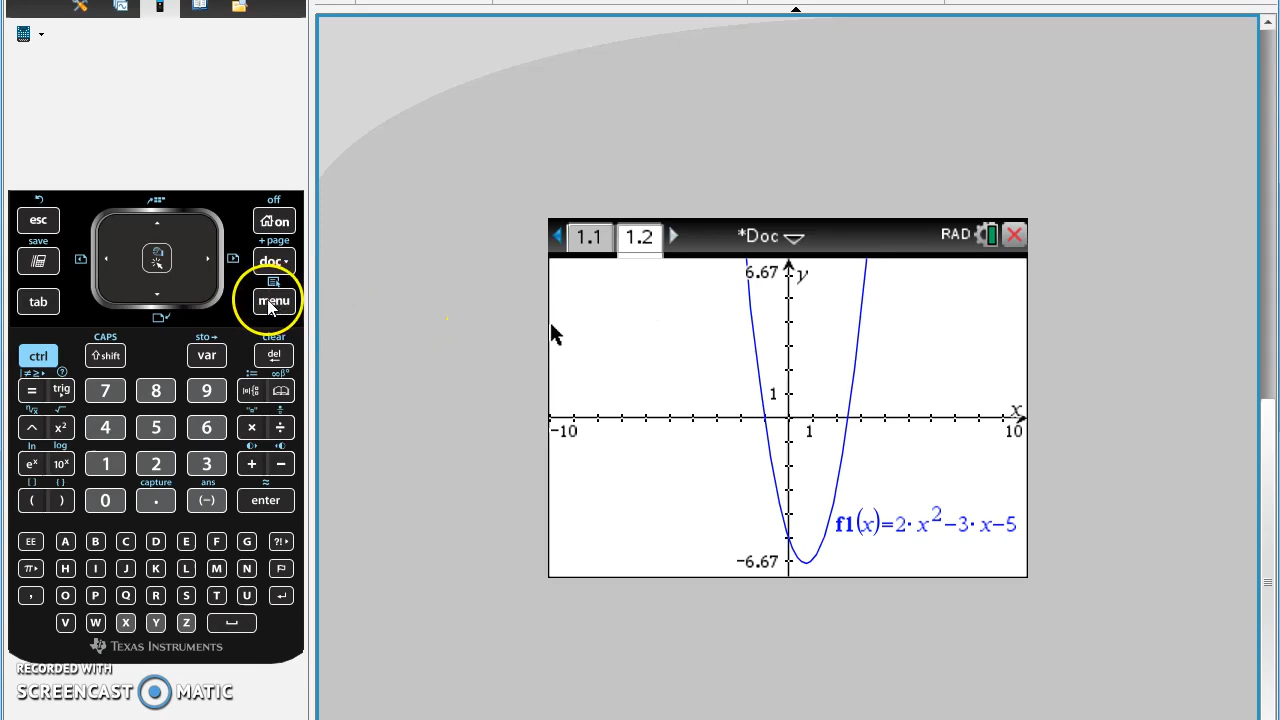 off
esc
on
save
+ page
doc
tab
menu
CAPS
sto→
clear
ctrl
⇧shift
var
del
=
trig
7
8
9
^
x²
4
5
6
×
÷
ln
log
eˣ
10ˣ
1
2
3
+
−
[ ]
{ }
capture
ans
≈
(
)
0
.
(−)
enter
EE
A
B
C
D
E
F
G
?!▸
π▸
H
I
J
K
L
M
N
,
O
P
Q
R
S
T
U
V
W
X
Y
Z
TEXAS INSTRUMENTS
RECORDED WITH
SCREENCAST MATIC
1.1
1.2
*Doc
RAD
6.67
y
1
x
-10
1
10
f1(x)=2·x²−3·x−5
-6.67